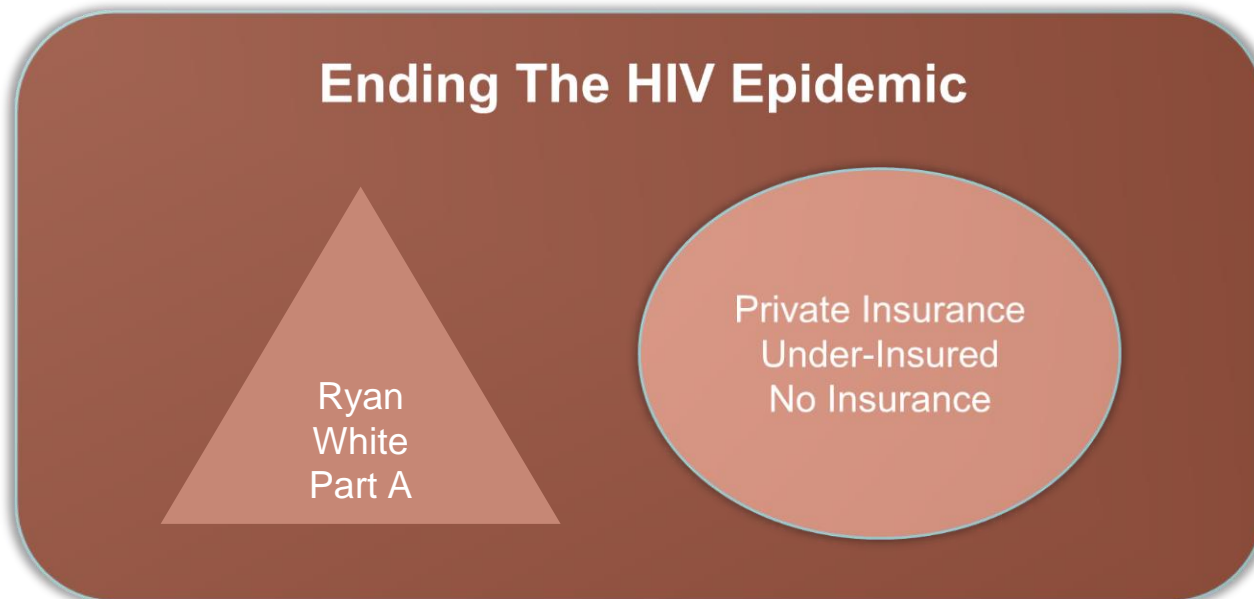 Ending The HIV Epidemic
Ryan
White
Part A
Private Insurance
Under-Insured
No Insurance